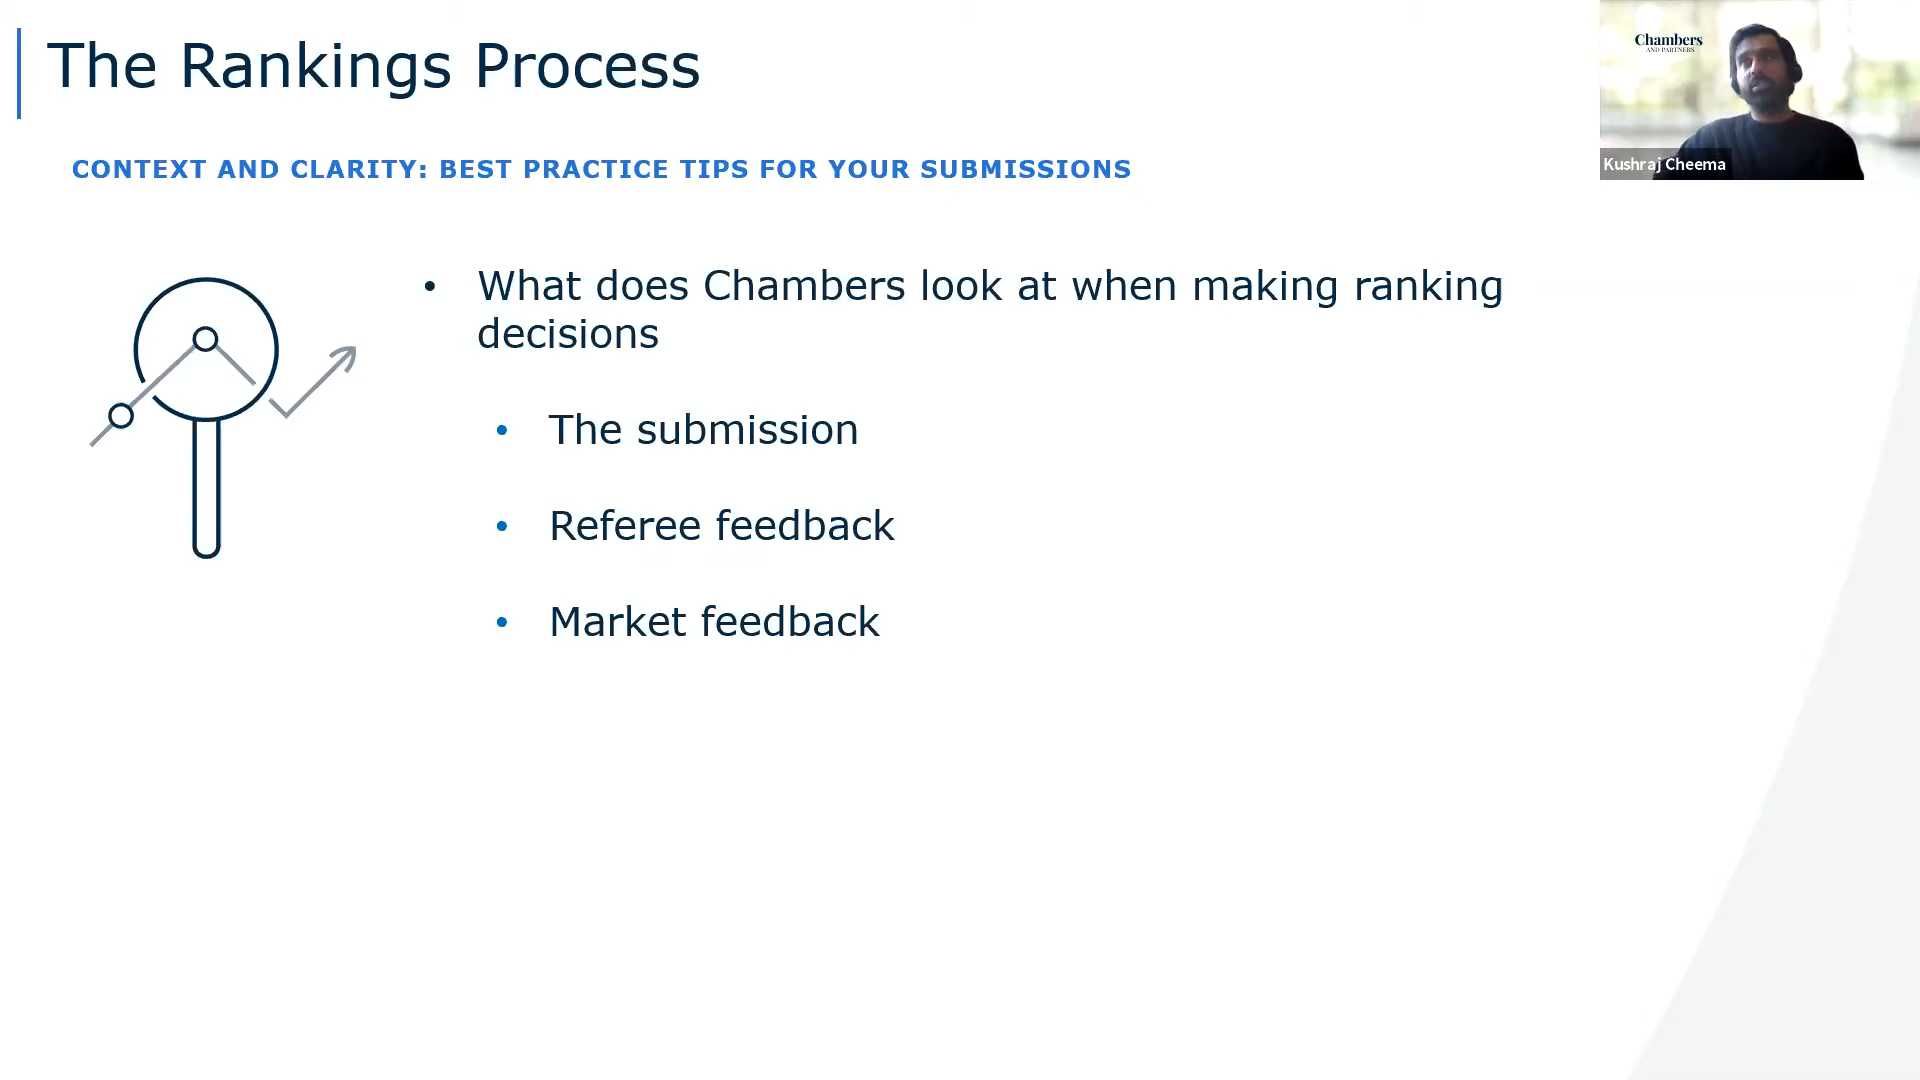 The Rankings Process
Chambers
AND PARTNERS
Kushraj Cheema
CONTEXT AND CLARITY: BEST PRACTICE TIPS FOR YOUR SUBMISSIONS
• What does Chambers look at when making ranking
decisions
• The submission
• Referee feedback
• Market feedback